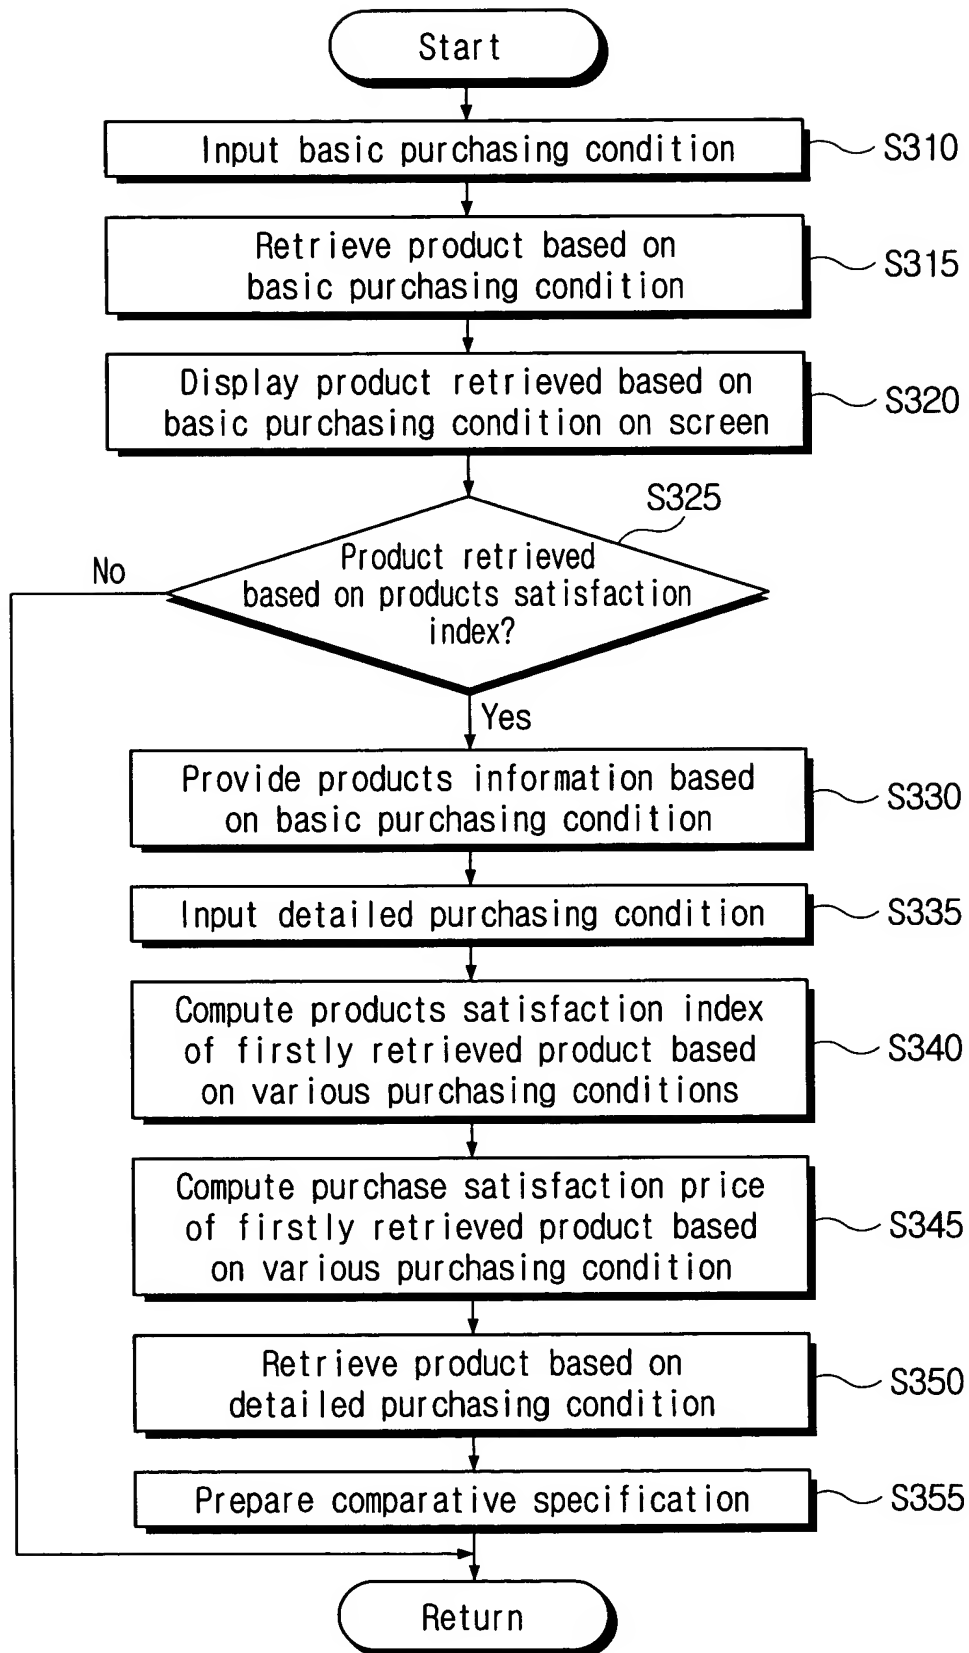 Start
Input basic purchasing condition
S310
Retrieve product based on
basic purchasing condition
S315
Display product retrieved based on
basic purchasing condition on screen
S320
S325
Product retrieved
based on products satisfaction
index?
No
Yes
Provide products information based
on basic purchasing condition
S330
Input detailed purchasing condition
S335
Compute products satisfaction index
of firstly retrieved product based
on various purchasing conditions
S340
Compute purchase satisfaction price
of firstly retrieved product based
on various purchasing condition
S345
Retrieve product based on
detailed purchasing condition
S350
Prepare comparative specification
S355
Return